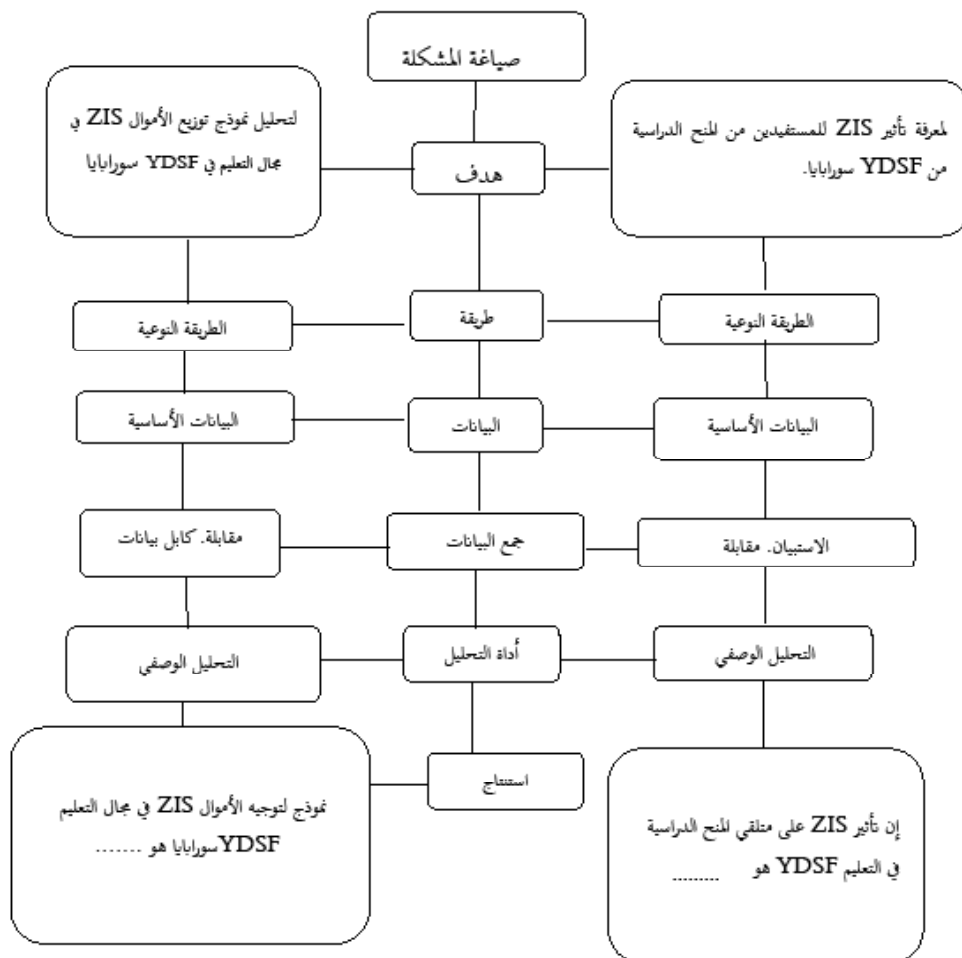 صياغة المشكلة
لمعرفة تأثير ZIS للمستفيدين من المنح الدراسية
من YDSF سورابايا.
هدف
لتحليل نموذج توزيع الأموال ZIS في
مجال التعليم في YDSF سورابايا
الطريقة النوعية
طريقة
الطريقة النوعية
البيانات الأساسية
البيانات
البيانات الأساسية
الاستبيان. مقابلة
جمع البيانات
مقابلة. كابل بيانات
التحليل الوصفي
أداة التحليل
التحليل الوصفي
استنتاج
إن تأثير ZIS على متلقي المنح الدراسية
في التعليم YDSF هو .........
نموذج لتوجيه الأموال ZIS في مجال التعليم
YDSFسورابايا هو .......